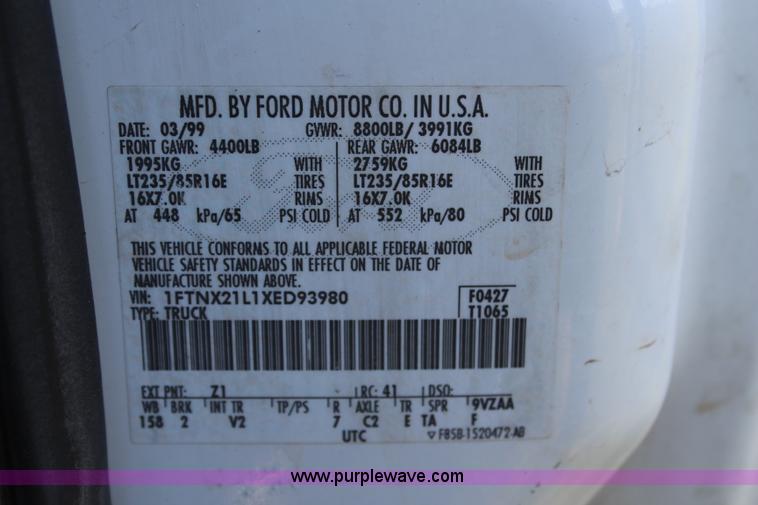 MFD. BY FORD MOTOR CO. IN U.S.A.
DATE: 03/99 GVWR: 8800LB/ 3991KG
FRONT GAWR: 4400LB REAR GAWR: 6084LB
1995KG WITH 2759KG WITH
LT235/85R16E TIRES LT235/85R16E TIRES
16X7.0K RIMS 16X7.0K RIMS
AT 448 kPa/65 PSI COLD AT 552 kPa/80 PSI COLD
THIS VEHICLE CONFORMS TO ALL APPLICABLE FEDERAL MOTOR
VEHICLE SAFETY STANDARDS IN EFFECT ON THE DATE OF
MANUFACTURE SHOWN ABOVE.
VIN: 1FTNX21L1XED93980 F0427
TYPE: TRUCK T1065
EXT PNT: Z1 RC: 41 DSO:
WB BRK INT TR TP/PS R AXLE TR SPR 9VZAA
158 2 V2 7 C2 E TA F
UTC F85B-1520472-AB
www.purplewave.com